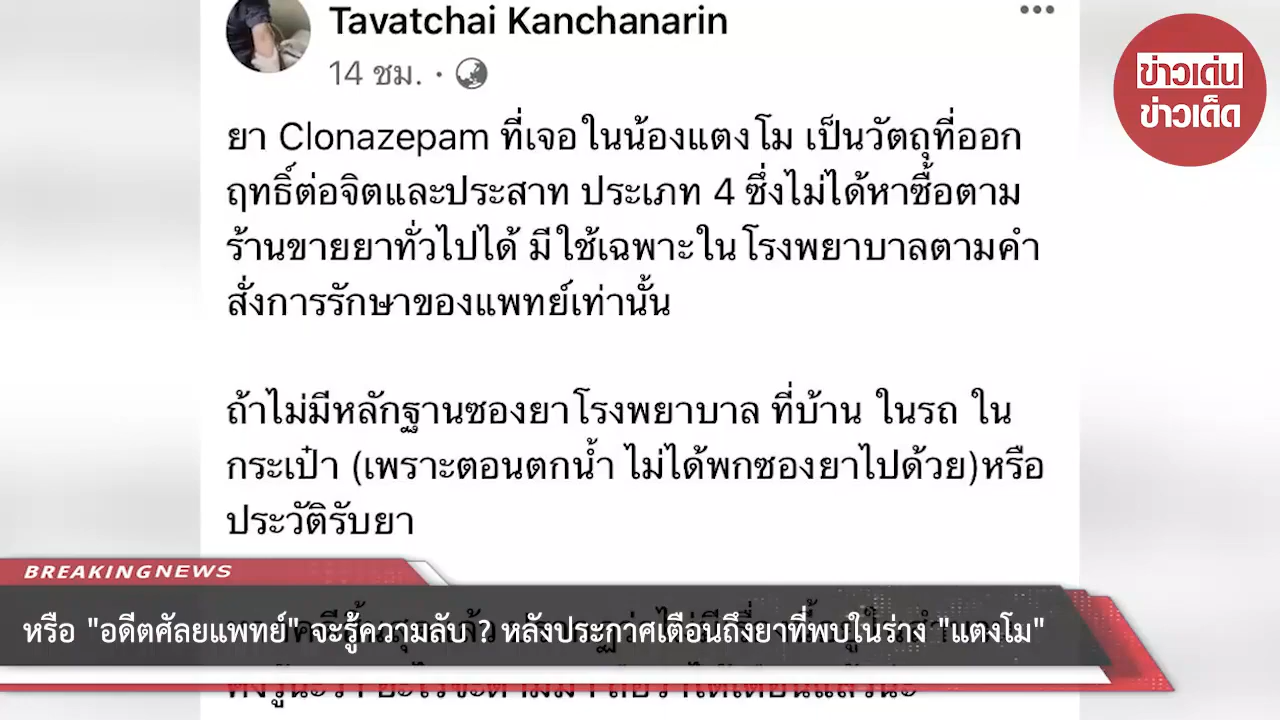 Tavatchai Kanchanarin
14 ชม. ·
ข่าวเด่น
ข่าวเด็ด
ยา Clonazepam ที่เจอในน้องแตงโม เป็นวัตถุที่ออก
ฤทธิ์ต่อจิตและประสาท ประเภท 4 ซึ่งไม่ได้หาซื้อตาม
ร้านขายยาทั่วไปได้ มีใช้เฉพาะในโรงพยาบาลตามคำ
สั่งการรักษาของแพทย์เท่านั้น
ถ้าไม่มีหลักฐานซองยาโรงพยาบาล ที่บ้าน ในรถ ใน
กระเป๋า (เพราะตอนตกน้ำ ไม่ได้พกซองยาไปด้วย)หรือ
ประวัติรับยา
BREAKINGNEWS
หรือ "อดีตศัลยแพทย์" จะรู้ความลับ ? หลังประกาศเตือนถึงยาที่พบในร่าง "แตงโม"